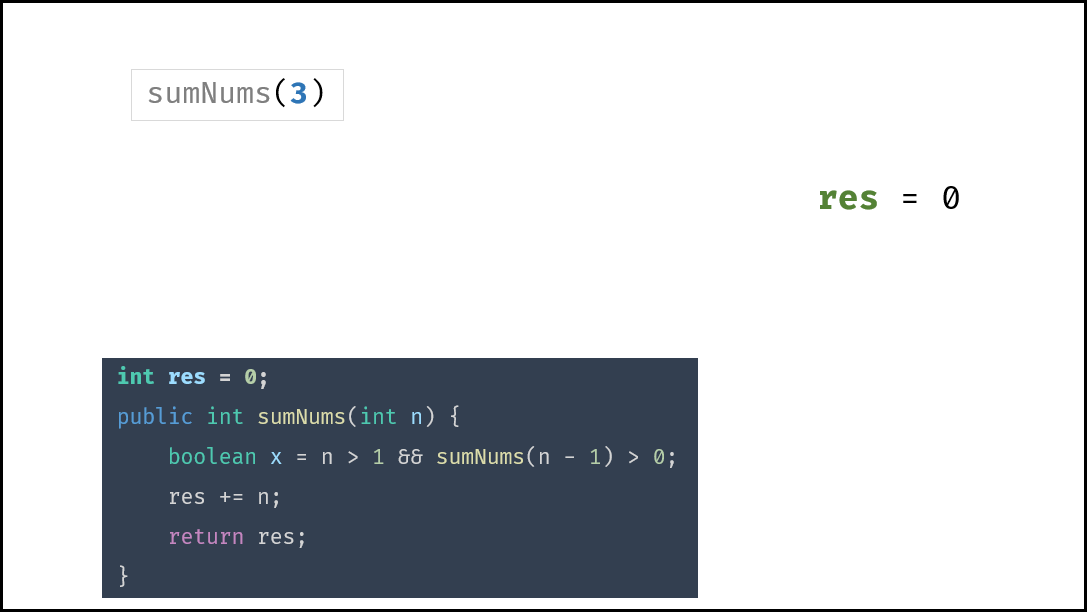 sumNums(3)
res = 0
int res = 0;
public int sumNums(int n) {
    boolean x = n > 1 && sumNums(n - 1) > 0;
    res += n;
    return res;
}